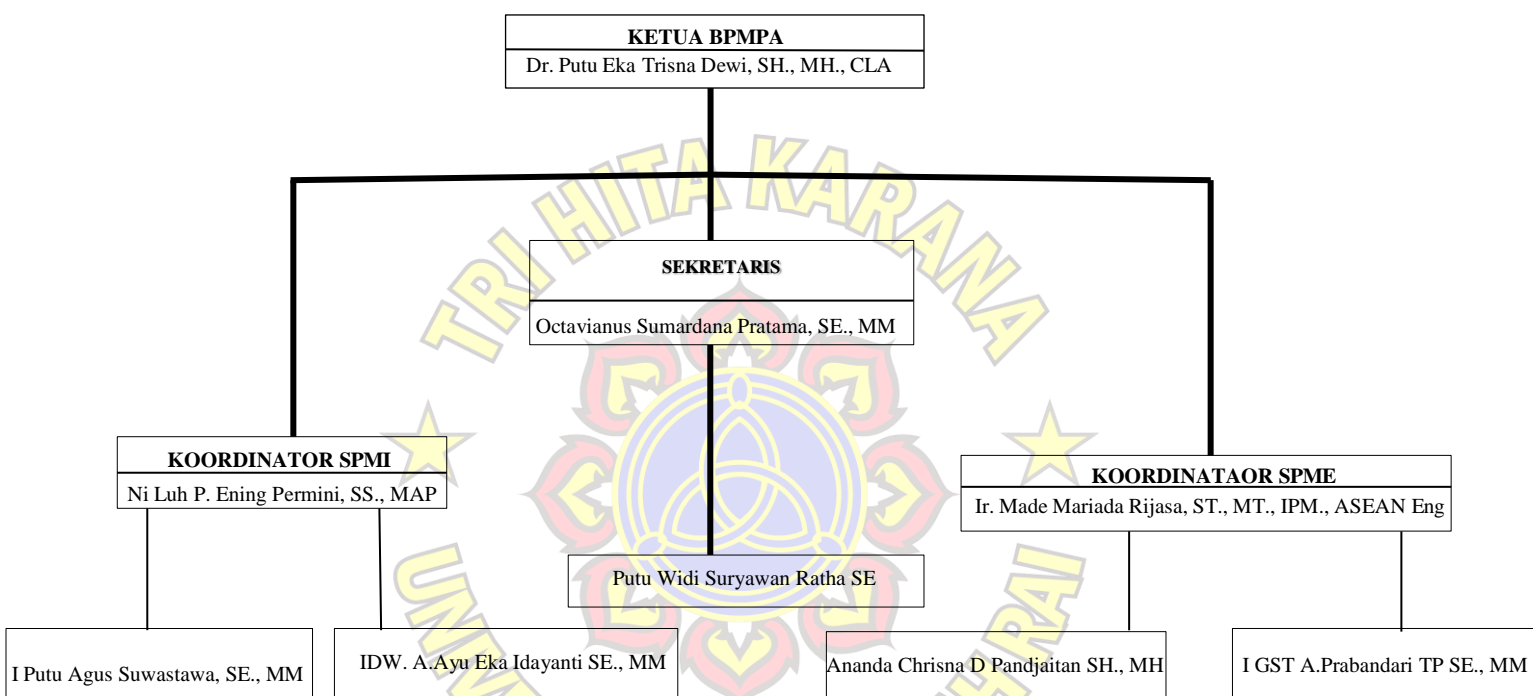 KETUA BPMPA
Dr. Putu Eka Trisna Dewi, SH., MH., CLA
TRI HITA KARANA
SEKRETARIS
Octavianus Sumardana Pratama, SE., MM
KOORDINATOR SPMI
Ni Luh P. Ening Permini, SS., MAP
KOORDINATAOR SPME
Ir. Made Mariada Rijasa, ST., MT., IPM., ASEAN Eng
Putu Widi Suryawan Ratha SE
I Putu Agus Suwastawa, SE., MM
IDW. A.Ayu Eka Idayanti SE., MM
Ananda Chrisna D Pandjaitan SH., MH
I GST A.Prabandari TP SE., MM